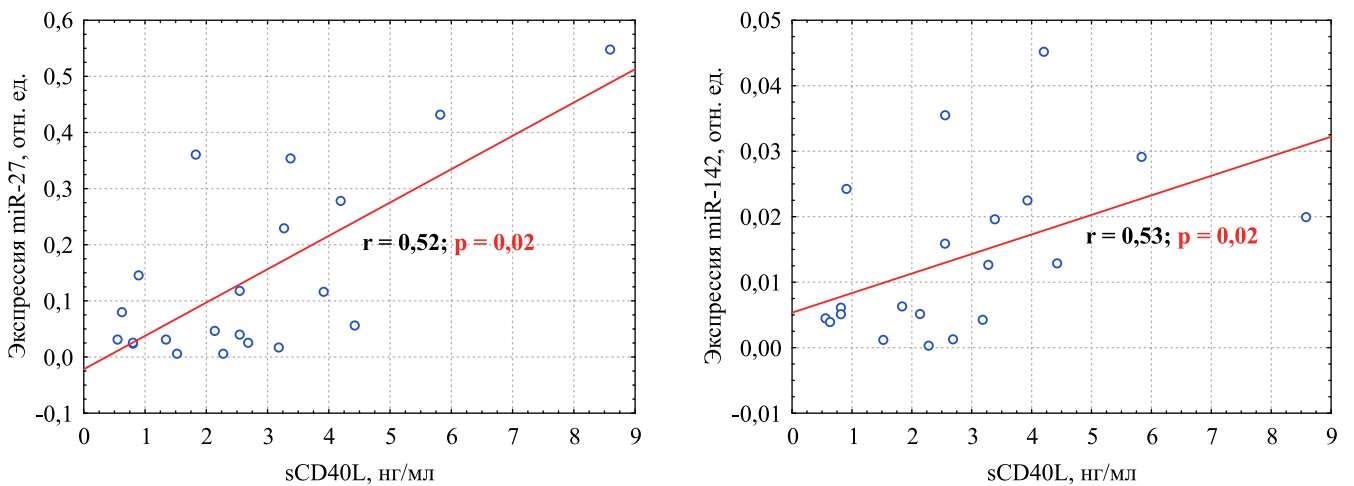 Экспрессия miR-27, отн. ед.
0,6
0,5
0,4
0,3
0,2
0,1
0,0
-0,1
r = 0,52; p = 0,02
0 1 2 3 4 5 6 7 8 9
sCD40L, нг/мл
Экспрессия miR-142, отн. ед.
0,05
0,04
0,03
0,02
0,01
0,00
-0,01
r = 0,53; p = 0,02
0 1 2 3 4 5 6 7 8 9
sCD40L, нг/мл